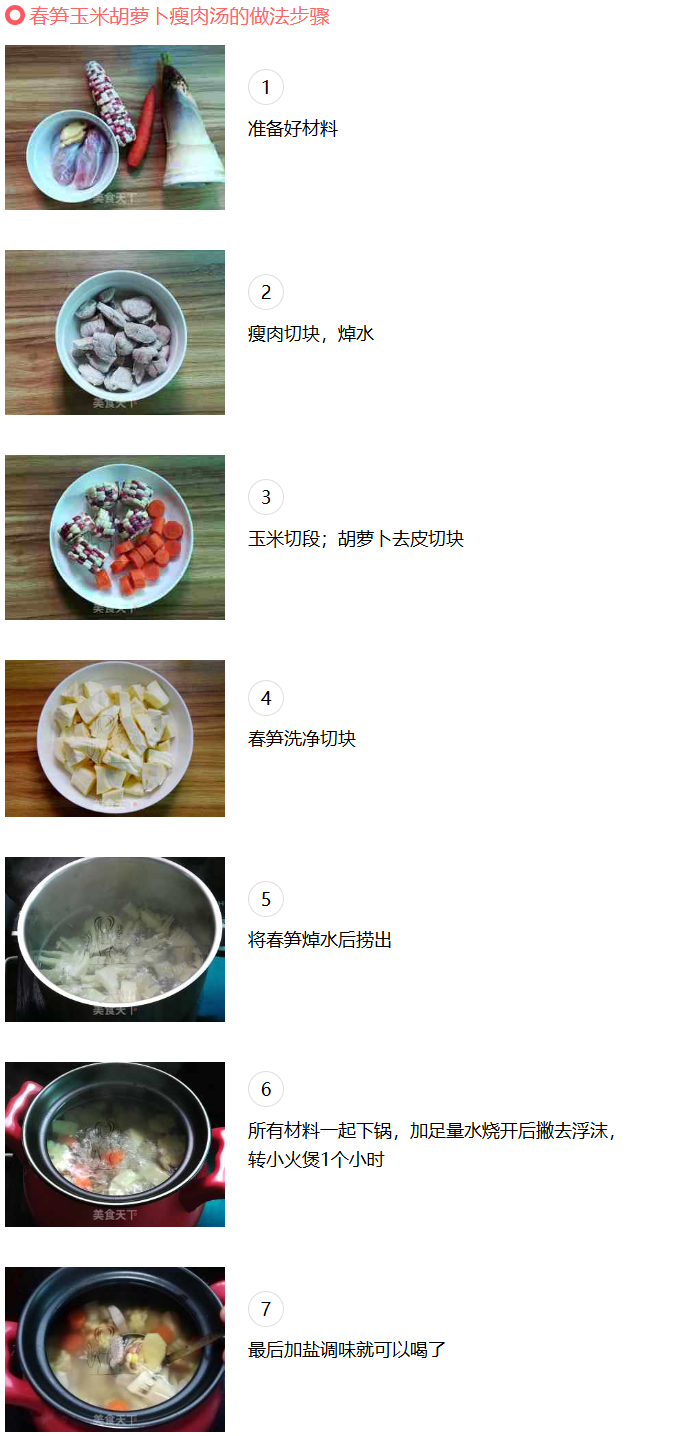 春笋玉米胡萝卜瘦肉汤的做法步骤
1
准备好材料
美食天下
2
瘦肉切块，焯水
美食天下
3
玉米切段；胡萝卜去皮切块
美食天下
4
春笋洗净切块
5
将春笋焯水后捞出
美食天下
6
所有材料一起下锅，加足量水烧开后撇去浮沫，
转小火煲1个小时
美食天下
7
最后加盐调味就可以喝了
美食天下